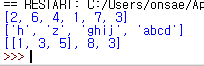 == RESTART: C:/Users/onsae/Ap
[2, 6, 4, 1, 7, 3]
['h', 'z', 'ghij', 'abcd']
[[1, 3, 5], 8, 3]
>>>